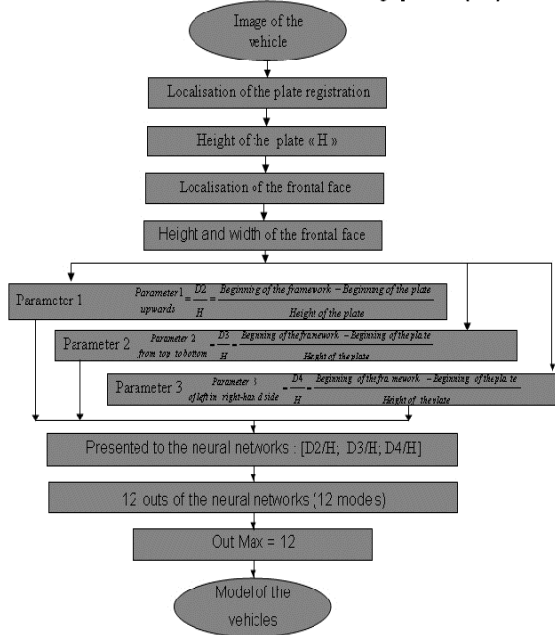 Image of the
vehicle
Localisation of the plate registration
Height of the plate « H »
Localisation of the frontal face
Height and width of the frontal face
Parameter 1 Parameter 1 upwards = D2 / H = Beginning of the framework – Beginning of the plate / Height of the plate
Parameter 2 Parameter 2 from top to bottom = D3 / H = Beginning of the framework – Beginning of the plate / Height of the plate
Parameter 3 Parameter 3 of left in right-hand side = D4 / H = Beginning of the framework – Beginning of the plate / Height of the plate
Presented to the neural networks : [D2/H; D3/H; D4/H]
12 outs of the neural networks (12 modes)
Out Max = 12
Model of the
vehicles